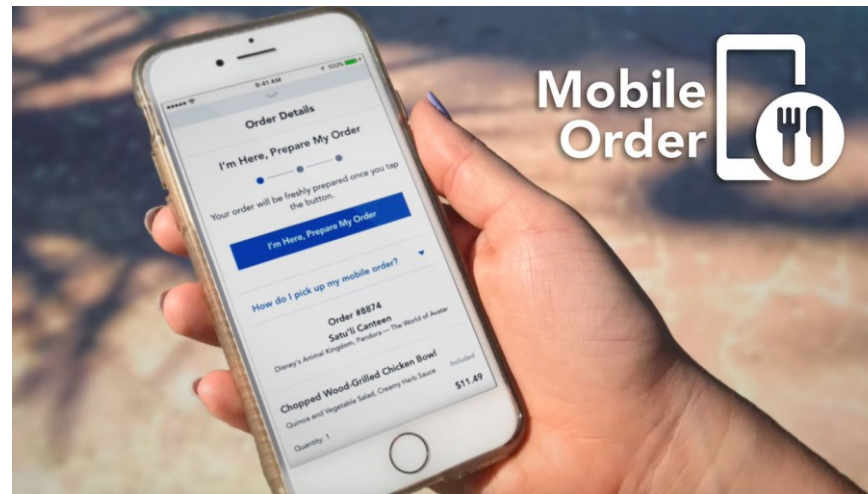 9:41 AM
100%
Order Details
I'm Here, Prepare My Order
Your order will be freshly prepared once you tap
the button.
I'm Here, Prepare My Order
How do I pick up my mobile order?
Order #8874
Satu'li Canteen
Disney's Animal Kingdom, Pandora — The World of Avatar
Chopped Wood-Grilled Chicken Bowl
Included
Quinoa and Vegetable Salad, Creamy Herb Sauce
$11.49
Quantity: 1
Mobile
Order